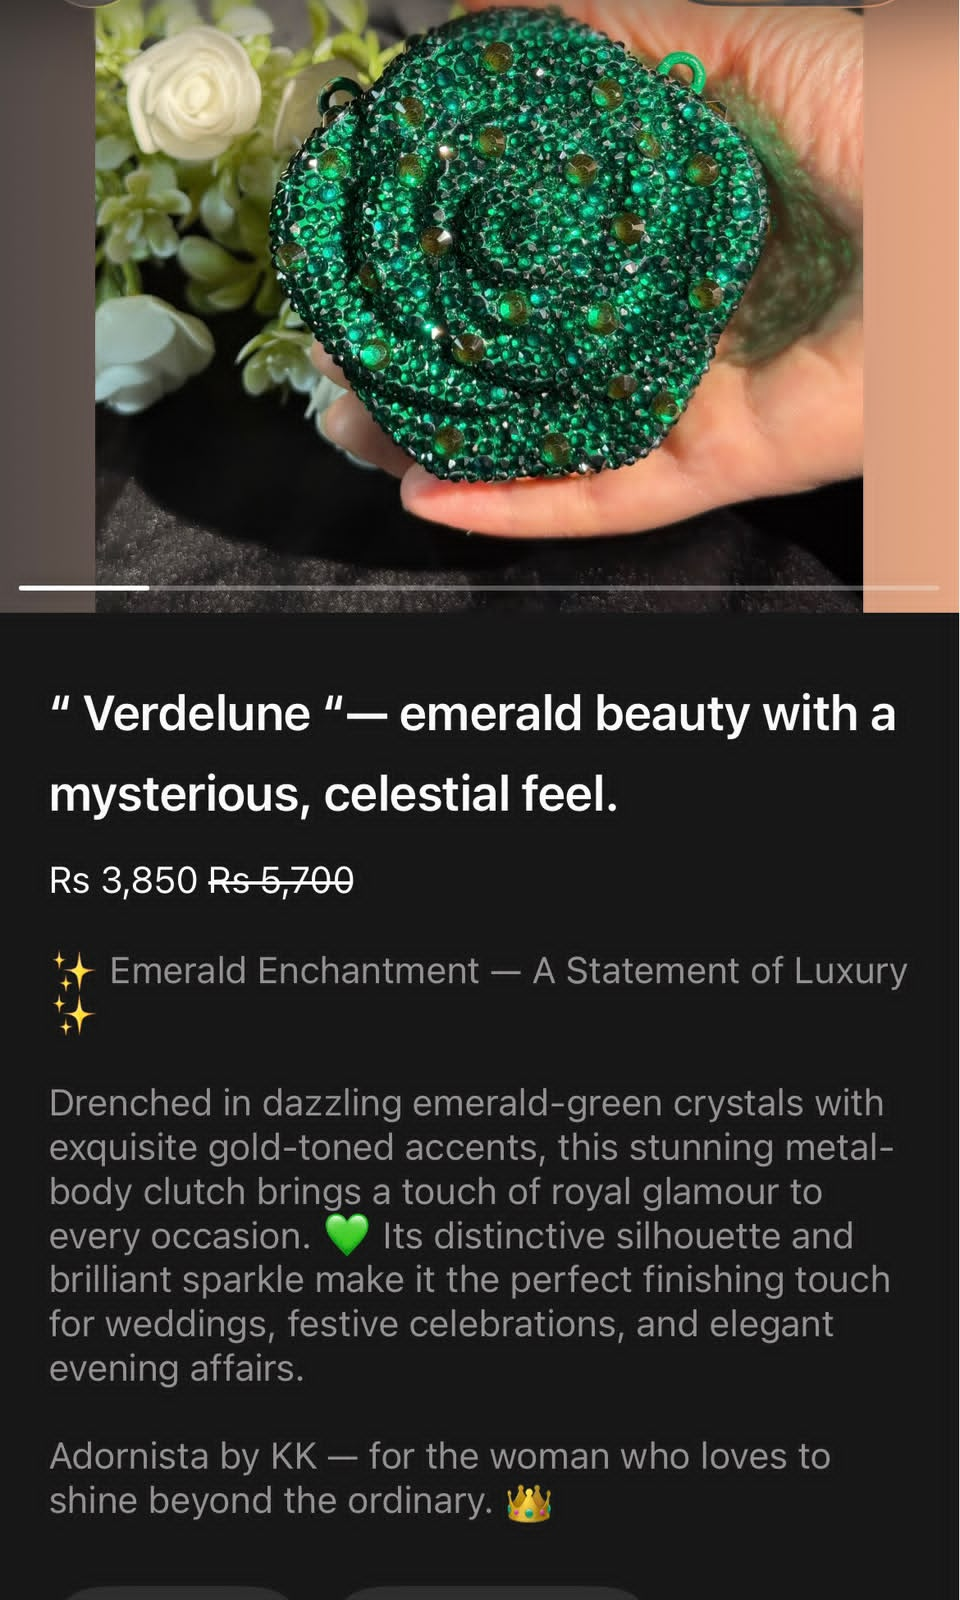 “ Verdelune “— emerald beauty with a
mysterious, celestial feel.
Rs 3,850 Rs 5,700
✨ Emerald Enchantment — A Statement of Luxury
✨
Drenched in dazzling emerald-green crystals with
exquisite gold-toned accents, this stunning metal-
body clutch brings a touch of royal glamour to
every occasion. 💚 Its distinctive silhouette and
brilliant sparkle make it the perfect finishing touch
for weddings, festive celebrations, and elegant
evening affairs.
Adornista by KK — for the woman who loves to
shine beyond the ordinary. 👑